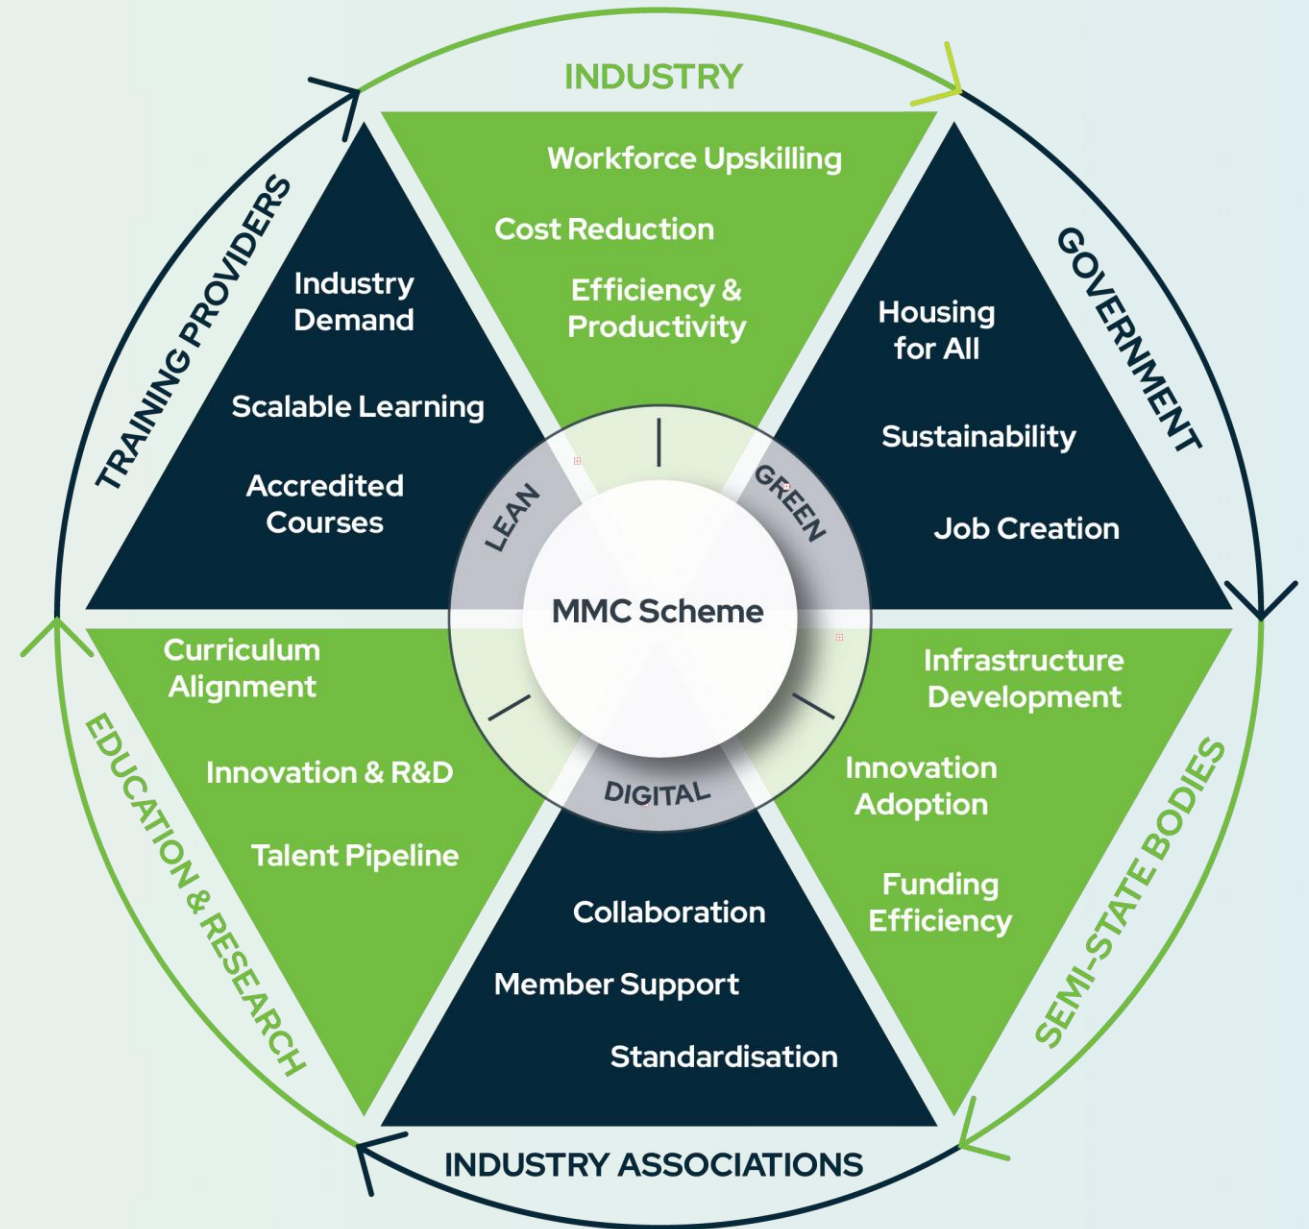 INDUSTRY
Workforce Upskilling
Cost Reduction
Efficiency &
Productivity
GOVERNMENT
Housing
for All
Sustainability
Job Creation
SEMI-STATE BODIES
Infrastructure
Development
Innovation
Adoption
Funding
Efficiency
INDUSTRY ASSOCIATIONS
Collaboration
Member Support
Standardisation
EDUCATION & RESEARCH
Curriculum
Alignment
Innovation & R&D
Talent Pipeline
TRAINING PROVIDERS
Industry
Demand
Scalable Learning
Accredited
Courses
LEAN
GREEN
DIGITAL
MMC Scheme